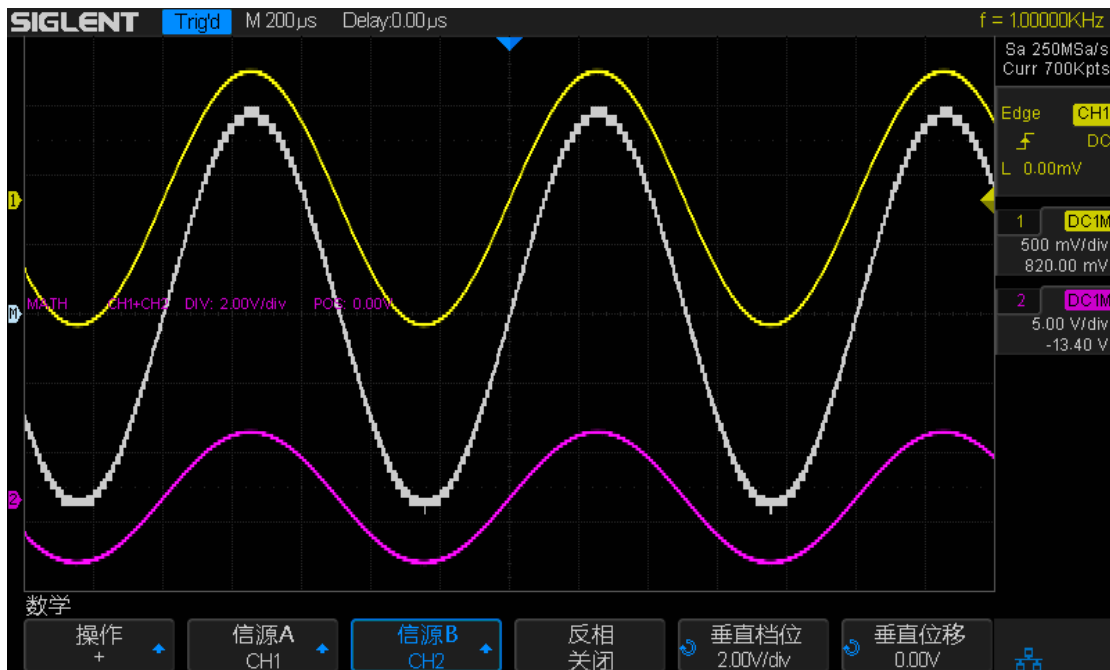 SIGLENT Trig'd M 200μs Delay:0.00μs f = 1.00000KHz
Sa 250MSa/s
Curr 700Kpts
Edge CH1
DC
L 0.00mV
1 DC1M
500 mV/div
820.00 mV
2 DC1M
5.00 V/div
-13.40 V
1
M
MATH CH1+CH2 DIV: 2.00V/div POS: 0.00V
2
数学
操作
+
信源A
CH1
信源B
CH2
反相
关闭
垂直档位
2.00V/div
垂直位移
0.00V